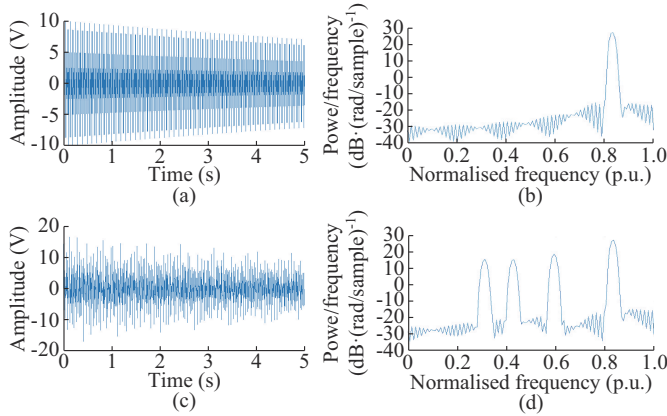 Amplitude (V)
10
5
0
-5
-10
0 1 2 3 4 5
Time (s)
(a)
Powe/frequency
(dB·(rad/sample)⁻¹)
30
20
10
0
-10
-20
-30
-40
0 0.2 0.4 0.6 0.8 1.0
Normalised frequency (p.u.)
(b)
Amplitude (V)
20
10
0
-10
-20
0 1 2 3 4 5
Time (s)
(c)
Power/frequency
(dB·(rad/sample)⁻¹)
30
20
10
0
-10
-20
-30
-40
0 0.2 0.4 0.6 0.8 1.0
Normalised frequency (p.u.)
(d)